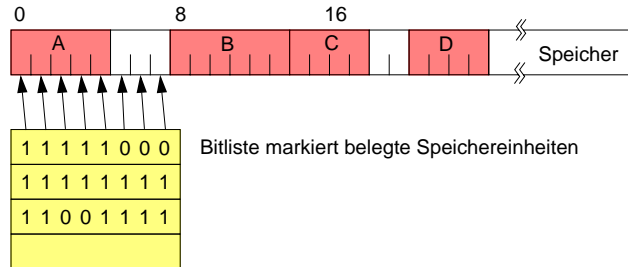 0 8 16
A B C D Speicher
1 1 1 1 1 0 0 0 Bitliste markiert belegte Speichereinheiten
1 1 1 1 1 1 1 1
1 1 0 0 1 1 1 1